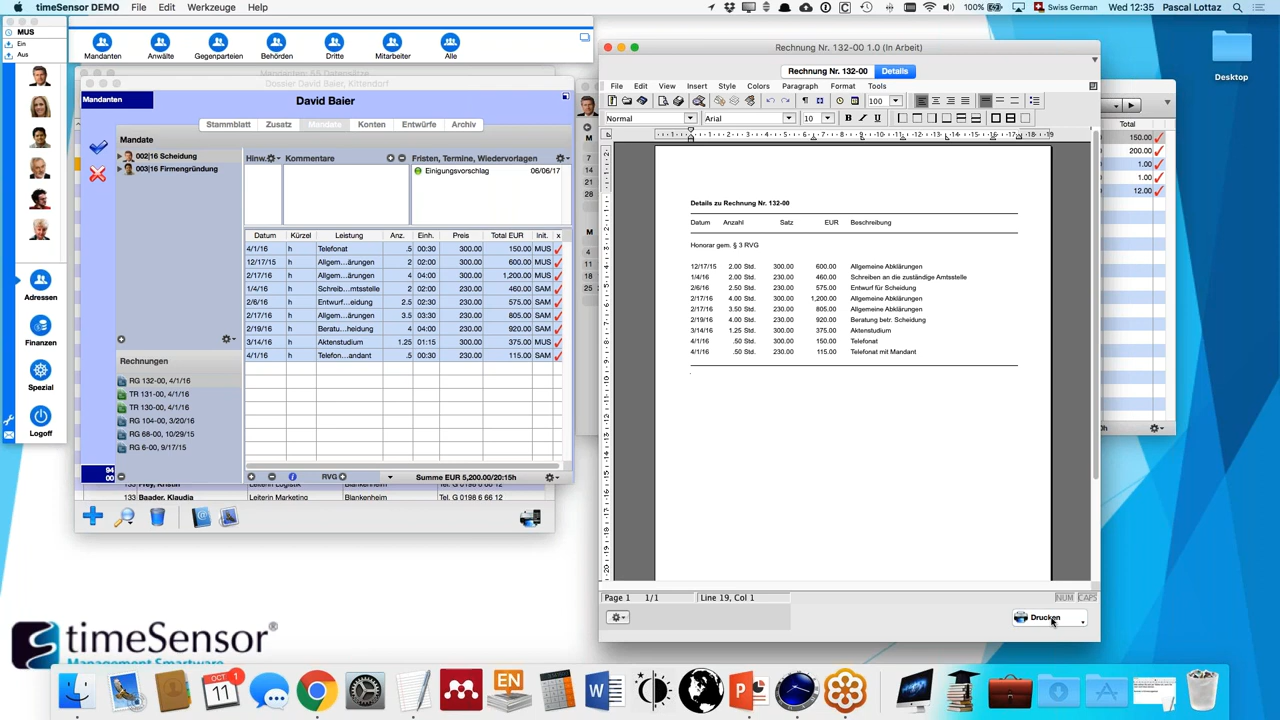 timeSensor DEMO File Edit Werkzeuge Help 100% Swiss German Wed 12:35 Pascal Lottaz
MUS
Ein
Aus
Mandanten Anwälte Gegenparteien Behörden Dritte Mitarbeiter Alle
Adressen
Finanzen
Spezial
Logoff
Dossier David Baier, Kittendorf
Mandanten
David Baier
Stammblatt Zusatz Mandate Konten Entwürfe Archiv
Mandate
002|16 Scheidung
003|16 Firmengründung
Hinw. Kommentare Fristen, Termine, Wiedervorlagen
Einigungsvorschlag 06/06/17
Datum Kürzel Leistung Anz. Einh. Preis Total EUR Init. x
4/1/16 h Telefonat .5 00:30 300.00 150.00 MUS
12/17/15 h Allgem...ärungen 2 02:00 300.00 600.00 MUS
2/17/16 h Allgem...ärungen 4 04:00 300.00 1,200.00 MUS
1/4/16 h Schreib...mtsstelle 2 02:00 230.00 460.00 SAM
2/6/16 h Entwurf...eidung 2.5 02:30 230.00 575.00 SAM
2/17/16 h Allgem...ärungen 3.5 03:30 230.00 805.00 SAM
2/19/16 h Beratu...heidung 4 04:00 230.00 920.00 SAM
3/14/16 h Aktenstudium 1.25 01:15 300.00 375.00 MUS
4/1/16 h Telefon...andant .5 00:30 230.00 115.00 SAM
Rechnungen
RG 132-00, 4/1/16
TR 131-00, 4/1/16
TR 130-00, 4/1/16
RG 104-00, 3/20/16
RG 68-00, 10/29/15
RG 6-00, 9/17/15
94
00
RVG Summe EUR 5,200.00/20:15h
133 Baader, Klaudia Leiterin Marketing Blankenheim Tel. G 0198 6 66 12
Rechnung Nr. 132-00 1.0 (In Arbeit)
Rechnung Nr. 132-00 Details
File Edit View Insert Style Colors Paragraph Format Tools
100
Normal Arial 10 B I U
Details zu Rechnung Nr. 132-00
Datum Anzahl Satz EUR Beschreibung
Honorar gem. § 3 RVG
12/17/15 2.00 Std. 300.00 600.00 Allgemeine Abklärungen
1/4/16 2.00 Std. 230.00 460.00 Schreiben an die zuständige Amtsstelle
2/6/16 2.50 Std. 230.00 575.00 Entwurf für Scheidung
2/17/16 4.00 Std. 300.00 1,200.00 Allgemeine Abklärungen
2/17/16 3.50 Std. 230.00 805.00 Allgemeine Abklärungen
2/19/16 4.00 Std. 230.00 920.00 Beratung betr. Scheidung
3/14/16 1.25 Std. 300.00 375.00 Aktenstudium
4/1/16 .50 Std. 300.00 150.00 Telefonat
4/1/16 .50 Std. 230.00 115.00 Telefonat mit Mandant
Page 1 1/1 Line 19, Col 1 NUM CAPS
Drucken
Total
150.00
200.00
1.00
1.00
12.00
M
7
14
21
28
M
4
11
18
25
Desktop
timeSensor®
Management Smartware
OCT
11
1
EN